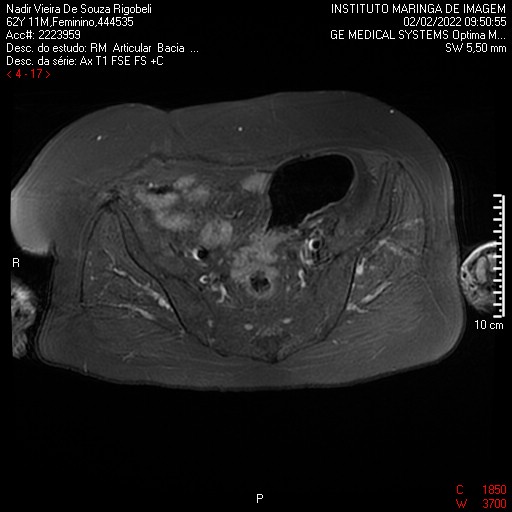 Nadir Vieira De Souza Rigobeli
62Y 11M,Feminino,444535
Acc#: 2223959
Desc. do estudo: RM Articular Bacia ...
Desc. da série: Ax T1 FSE FS +C
< 4 - 17 >
INSTITUTO MARINGA DE IMAGEM
02/02/2022 09:50:55
GE MEDICAL SYSTEMS Optima M...
SW 5,50 mm
R
10 cm
P
C 1850
W 3700